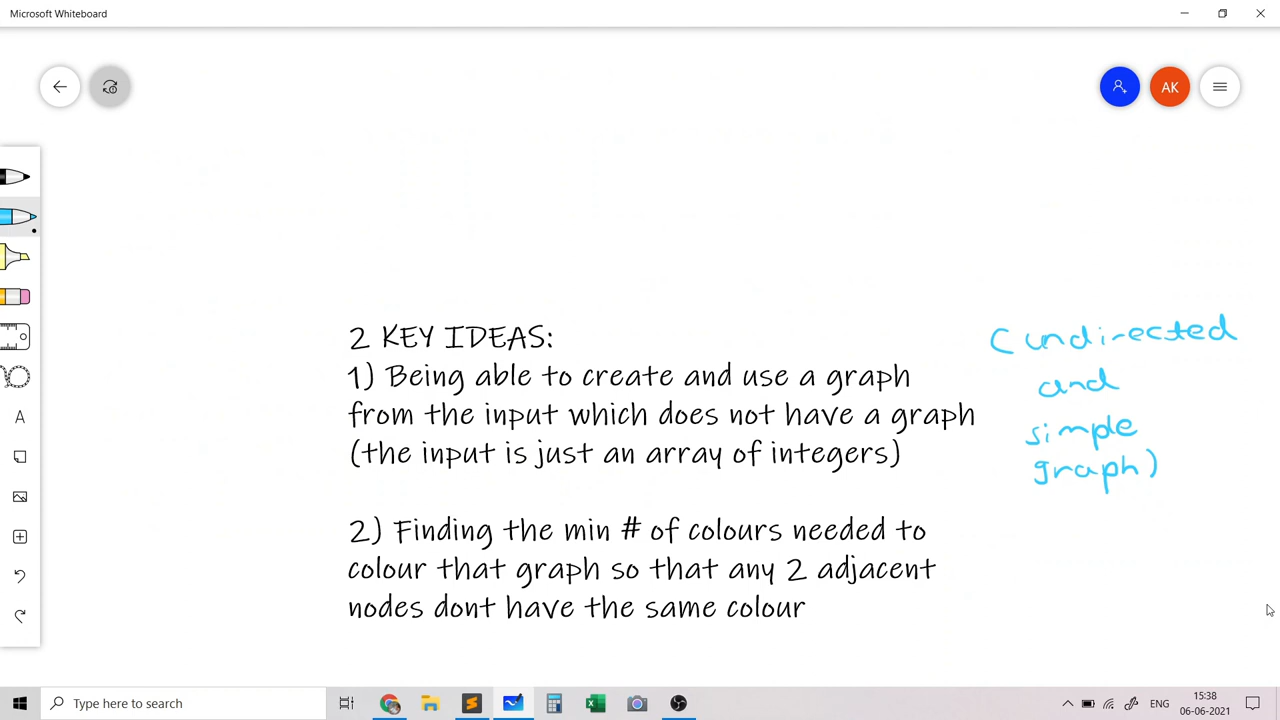 Microsoft Whiteboard
AK
2 KEY IDEAS:
1) Being able to create and use a graph
from the input which does not have a graph
(the input is just an array of integers)
2) Finding the min # of colours needed to
colour that graph so that any 2 adjacent
nodes dont have the same colour
(undirected
and
simple
graph)
A
Type here to search
ENG
15:38
06-06-2021